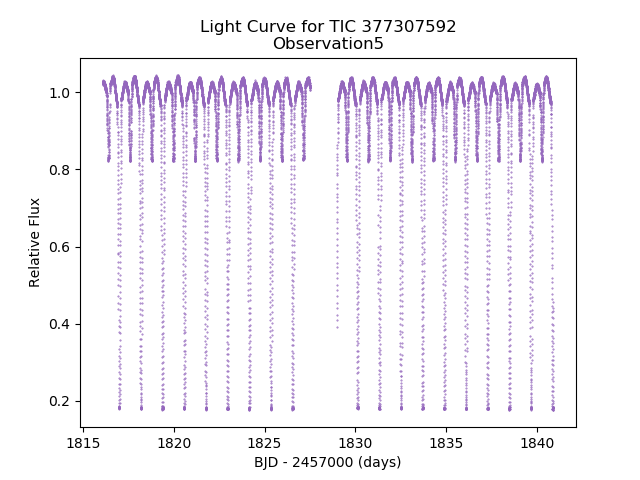 Light Curve for TIC 377307592
Observation5
1.0
0.8
0.6
0.4
0.2
Relative Flux
1815
1820
1825
1830
1835
1840
BJD - 2457000 (days)